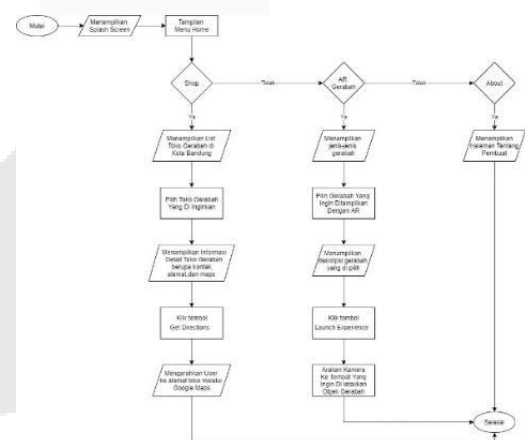 Mulai
Menampilkan
Splash Screen
Tampilan
Menu Home
Shop
Tidak
AR
Gerabah
Tidak
About
Ya
Ya
Ya
Menampilkan List
Toko Gerabah di
Kota Bandung
Menampilkan
jenis-jenis
gerabah
Menampilkan
Halaman Tentang
Pembuat
Pilih Toko Gerabah
Yang Di Inginkan
Pilih Gerabah Yang
Ingin Ditampilkan
Dengan AR
Menampilkan Informasi
Detail Toko Gerabah
berupa kontak,
alamat,dan maps
Menampilkan
deskripsi gerabah
yang di pilih
Klik tombol
Get Directions
Klik tombol
Launch Experience
Mengarahkan User
ke alamat toko melalui
Google Maps
Arahkan Kamera
Ke Tempat Yang
Ingin Di letakkan
Objek Gerabah
Selesai